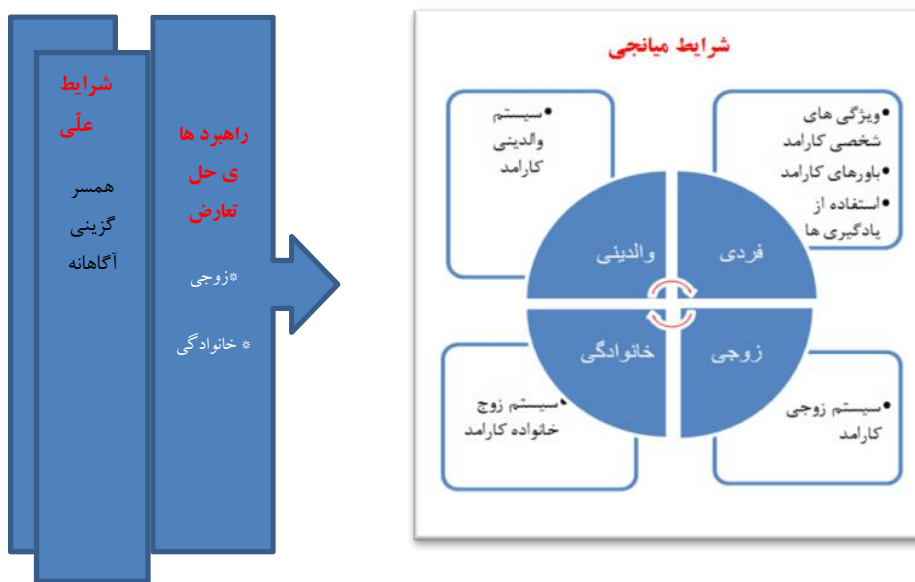 شرایط میانجی
•ویژگی های
شخصی کارامد
•باورهای کارامد
•استفاده از
یادگیری ها
•سیستم
والدینی
کارامد
فردی
والدینی
زوجی
خانوادگی
•سیستم زوجی
کارامد
•سیستم زوج
خانواده کارامد
راهبرد ها
ی حل
تعارض
*زوجی
* خانوادگی
شرایط
علّی
همسر
گزینی
آگاهانه